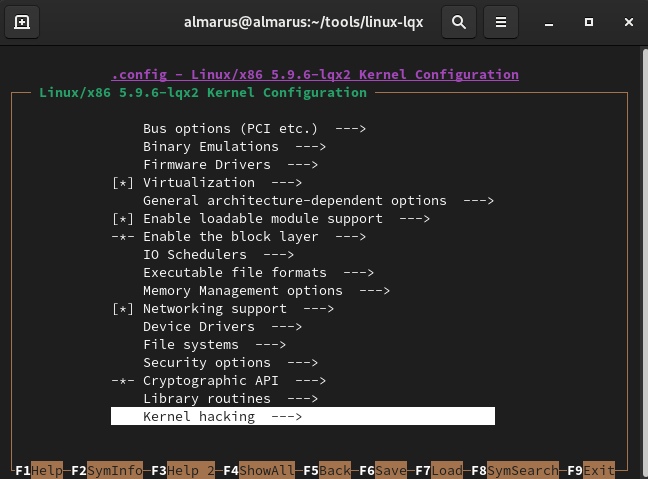 almarus@almarus:~/tools/linux-lqx
.config - Linux/x86 5.9.6-lqx2 Kernel Configuration
Linux/x86 5.9.6-lqx2 Kernel Configuration
Bus options (PCI etc.)  --->
Binary Emulations  --->
Firmware Drivers  --->
[*] Virtualization  --->
General architecture-dependent options  --->
[*] Enable loadable module support  --->
-*- Enable the block layer  --->
IO Schedulers  --->
Executable file formats  --->
Memory Management options  --->
[*] Networking support  --->
Device Drivers  --->
File systems  --->
Security options  --->
-*- Cryptographic API  --->
Library routines  --->
Kernel hacking  --->
F1Help F2SymInfo F3Help 2 F4ShowAll F5Back F6Save F7Load F8SymSearch F9Exit